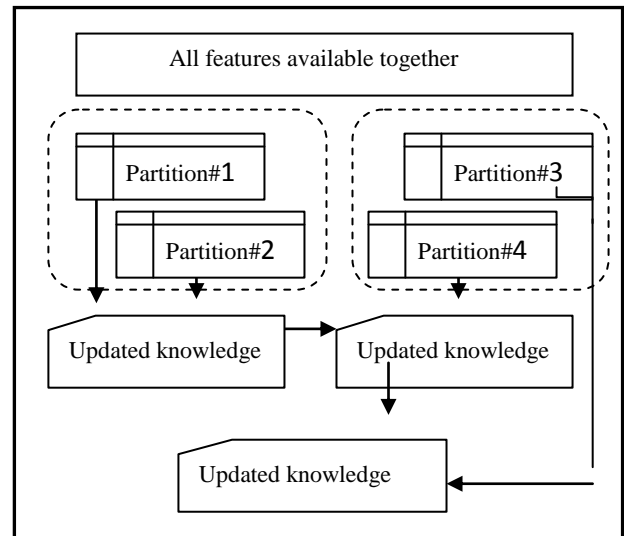 All features available together
Partition#1
Partition#3
Partition#2
Partition#4
Updated knowledge
Updated knowledge
Updated knowledge